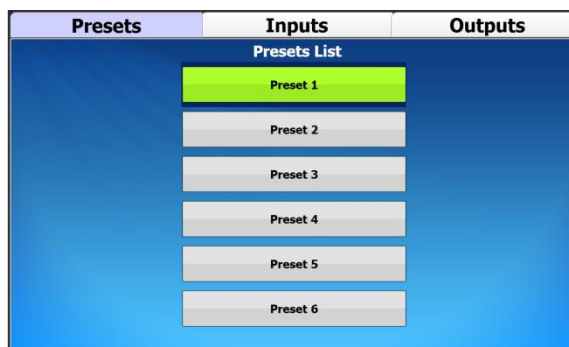 Presets Inputs Outputs
Presets List
Preset 1
Preset 2
Preset 3
Preset 4
Preset 5
Preset 6